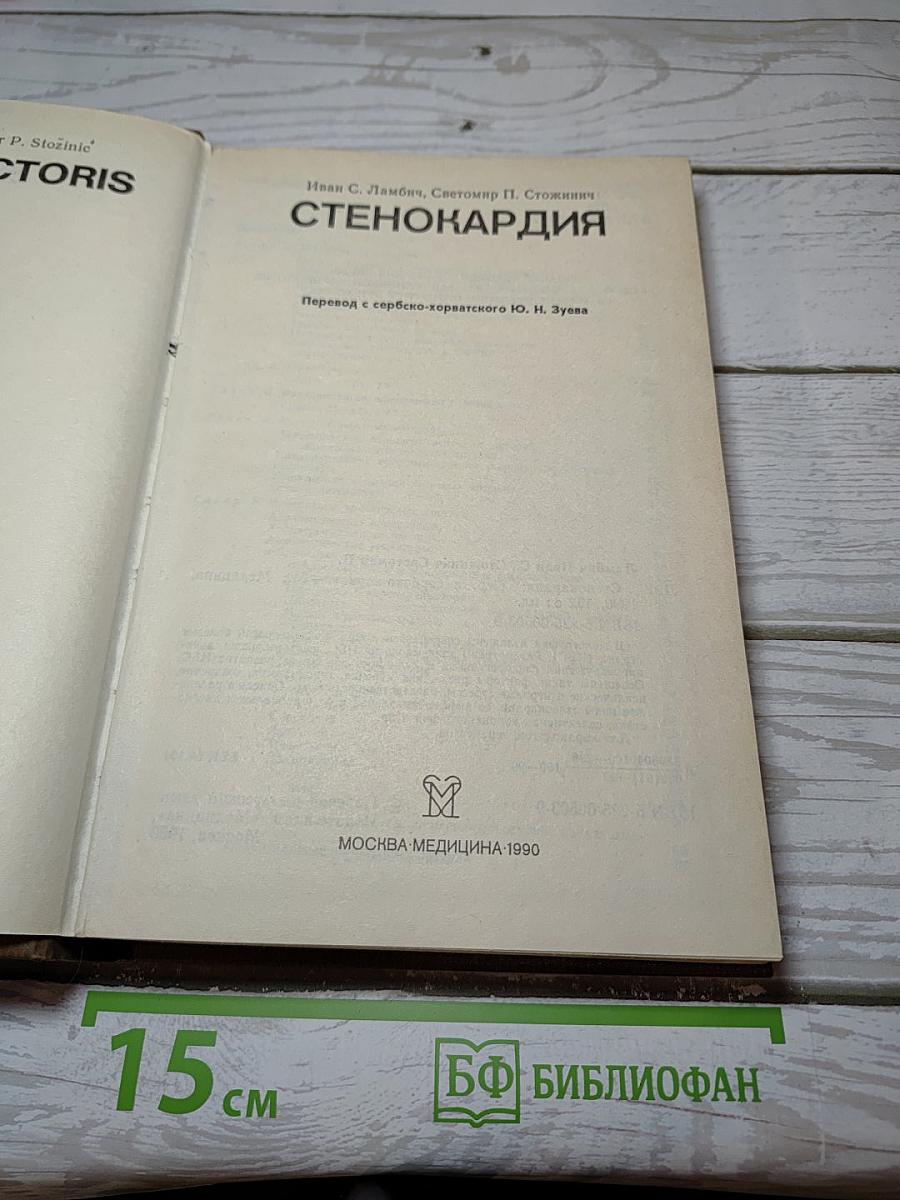 r P. Stožinić
CTORIS
Иван С. Ламбич, Светомир П. Стожинич
СТЕНОКАРДИЯ
Перевод с сербско-хорватского Ю. Н. Зуева
МОСКВА·МЕДИЦИНА·1990
15 см
БФ БИБЛИОФАН